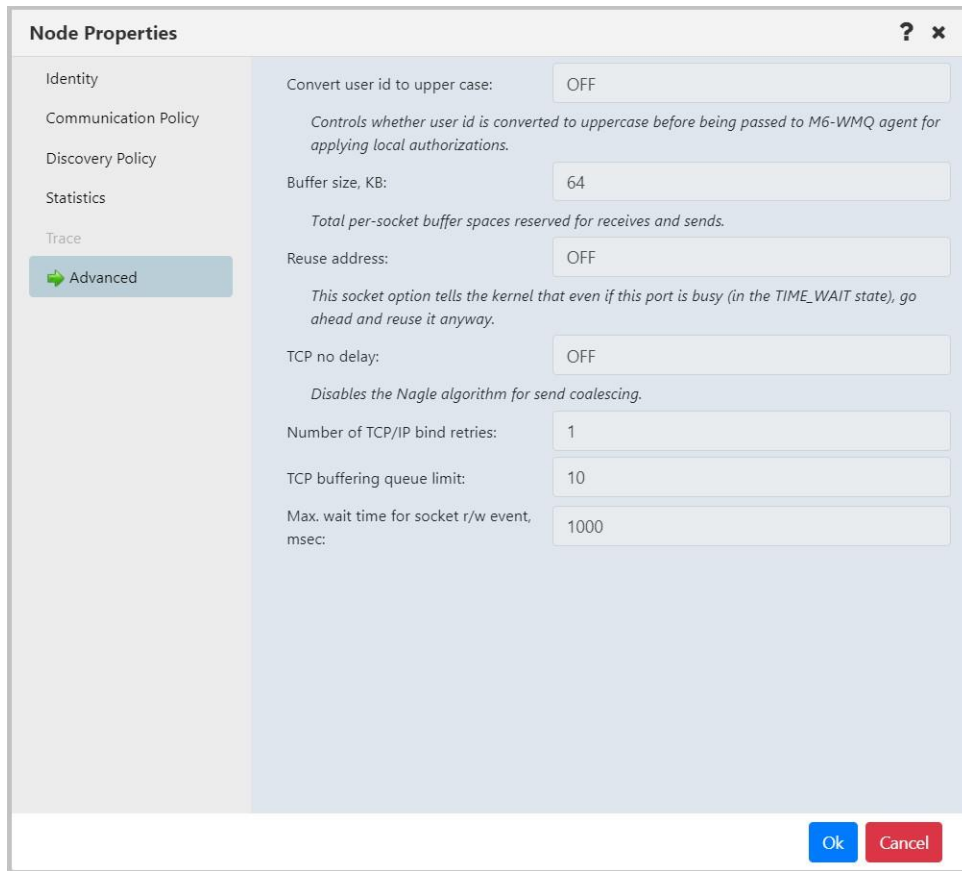 Node Properties
? ×
Identity
Communication Policy
Discovery Policy
Statistics
Trace
Advanced
Convert user id to upper case: OFF
Controls whether user id is converted to uppercase before being passed to M6-WMQ agent for
applying local authorizations.
Buffer size, KB: 64
Total per-socket buffer spaces reserved for receives and sends.
Reuse address: OFF
This socket option tells the kernel that even if this port is busy (in the TIME_WAIT state), go
ahead and reuse it anyway.
TCP no delay: OFF
Disables the Nagle algorithm for send coalescing.
Number of TCP/IP bind retries: 1
TCP buffering queue limit: 10
Max. wait time for socket r/w event,
msec: 1000
Ok Cancel